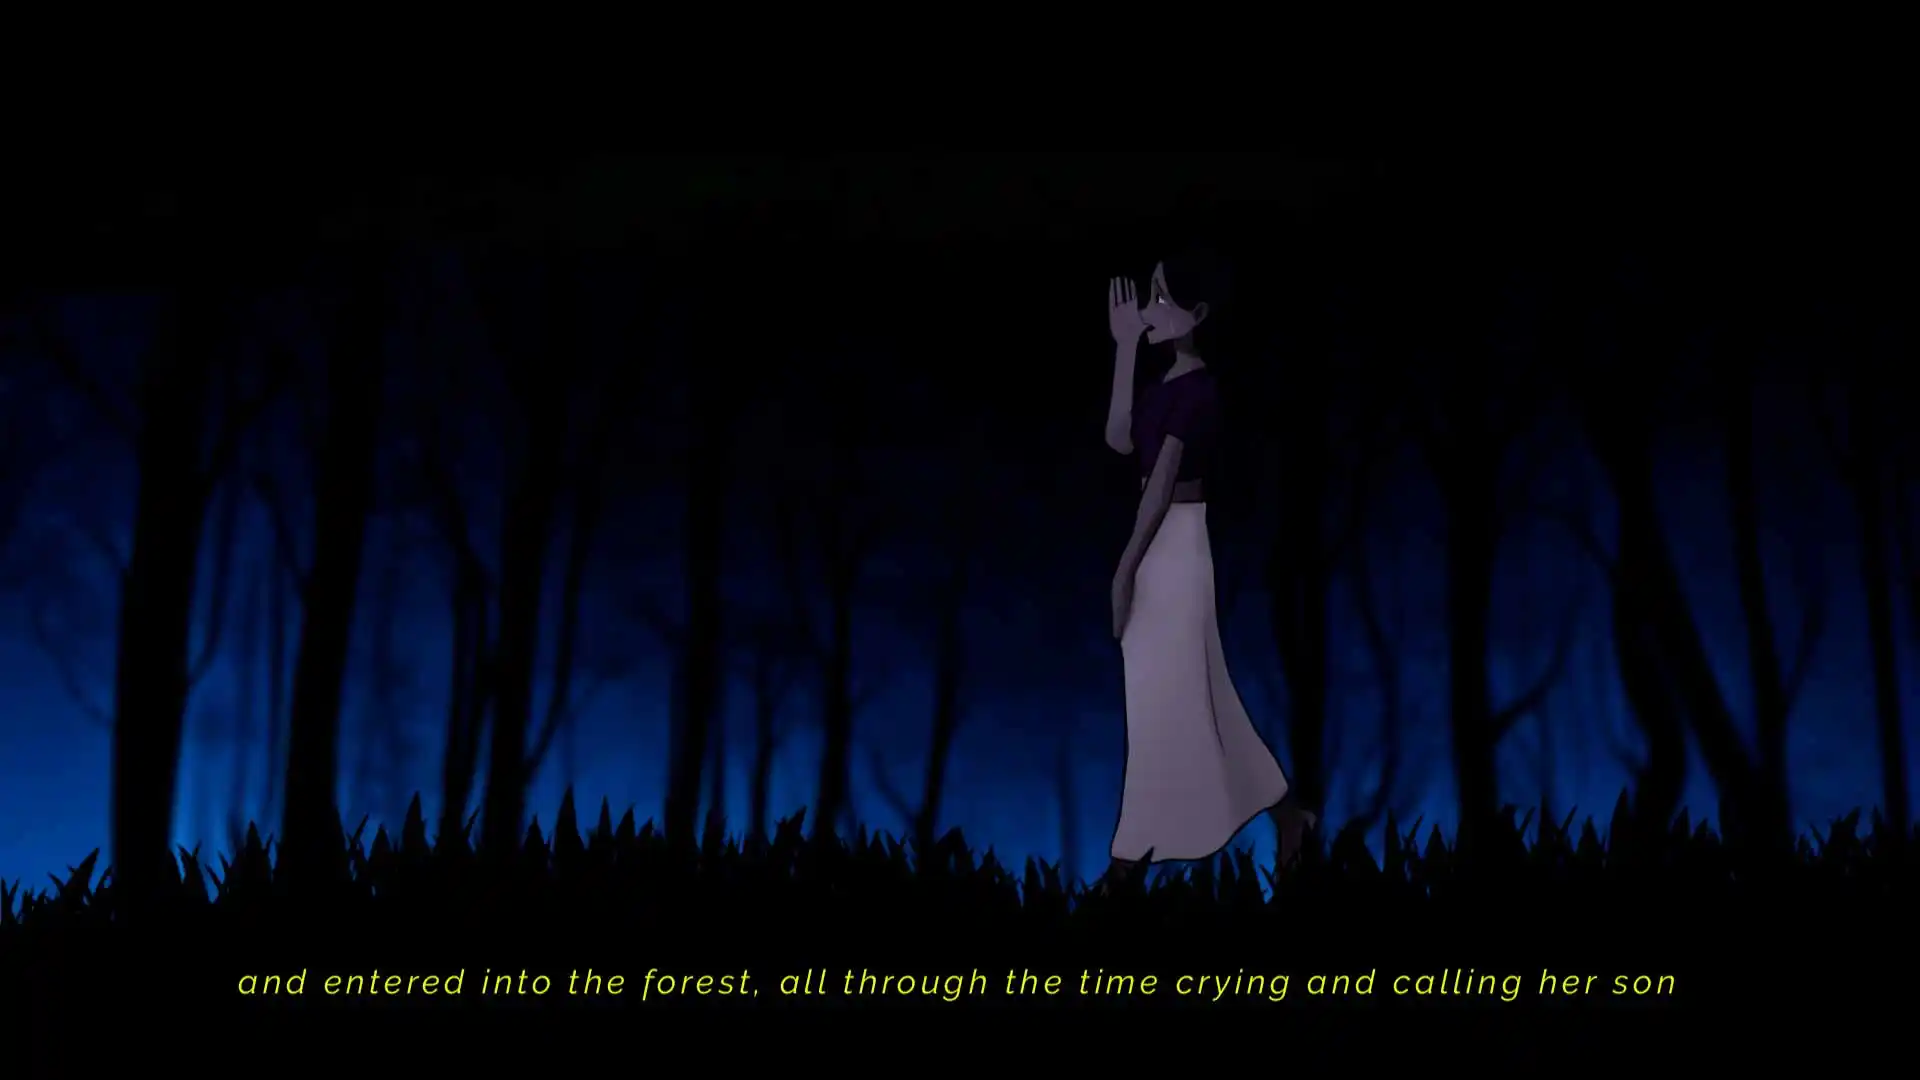 and entered into the forest, all through the time crying and calling her son